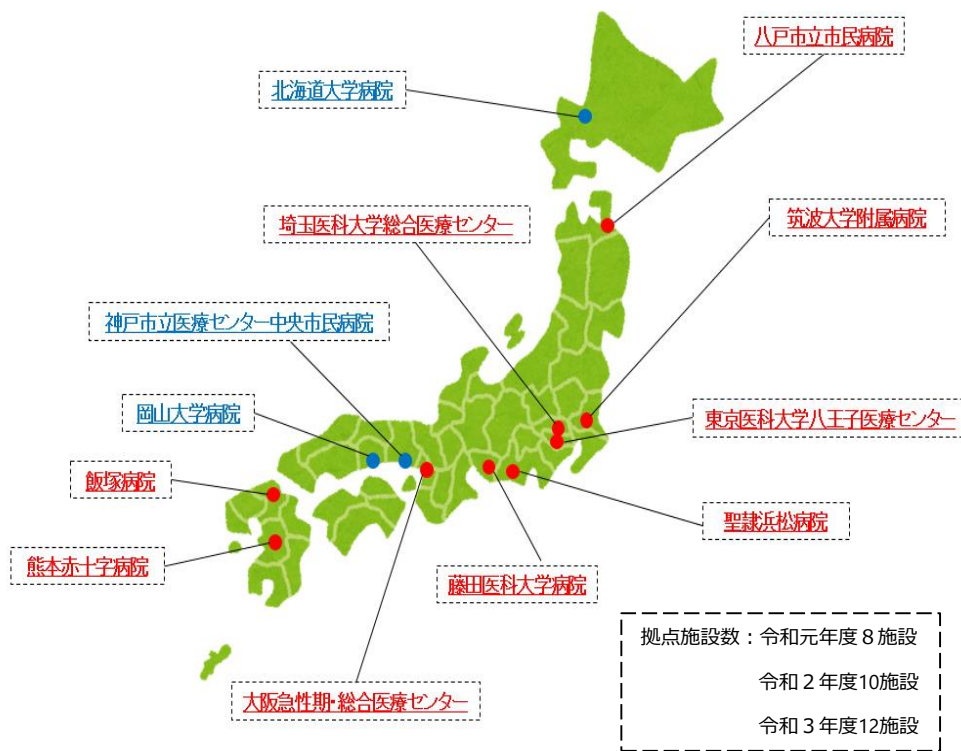 八戸市立市民病院
北海道大学病院
埼玉医科大学総合医療センター
筑波大学附属病院
神戸市立医療センター中央市民病院
岡山大学病院
東京医科大学八王子医療センター
飯塚病院
聖隷浜松病院
熊本赤十字病院
藤田医科大学病院
大阪急性期・総合医療センター
拠点施設数：令和元年度８施設
令和２年度10施設
令和３年度12施設